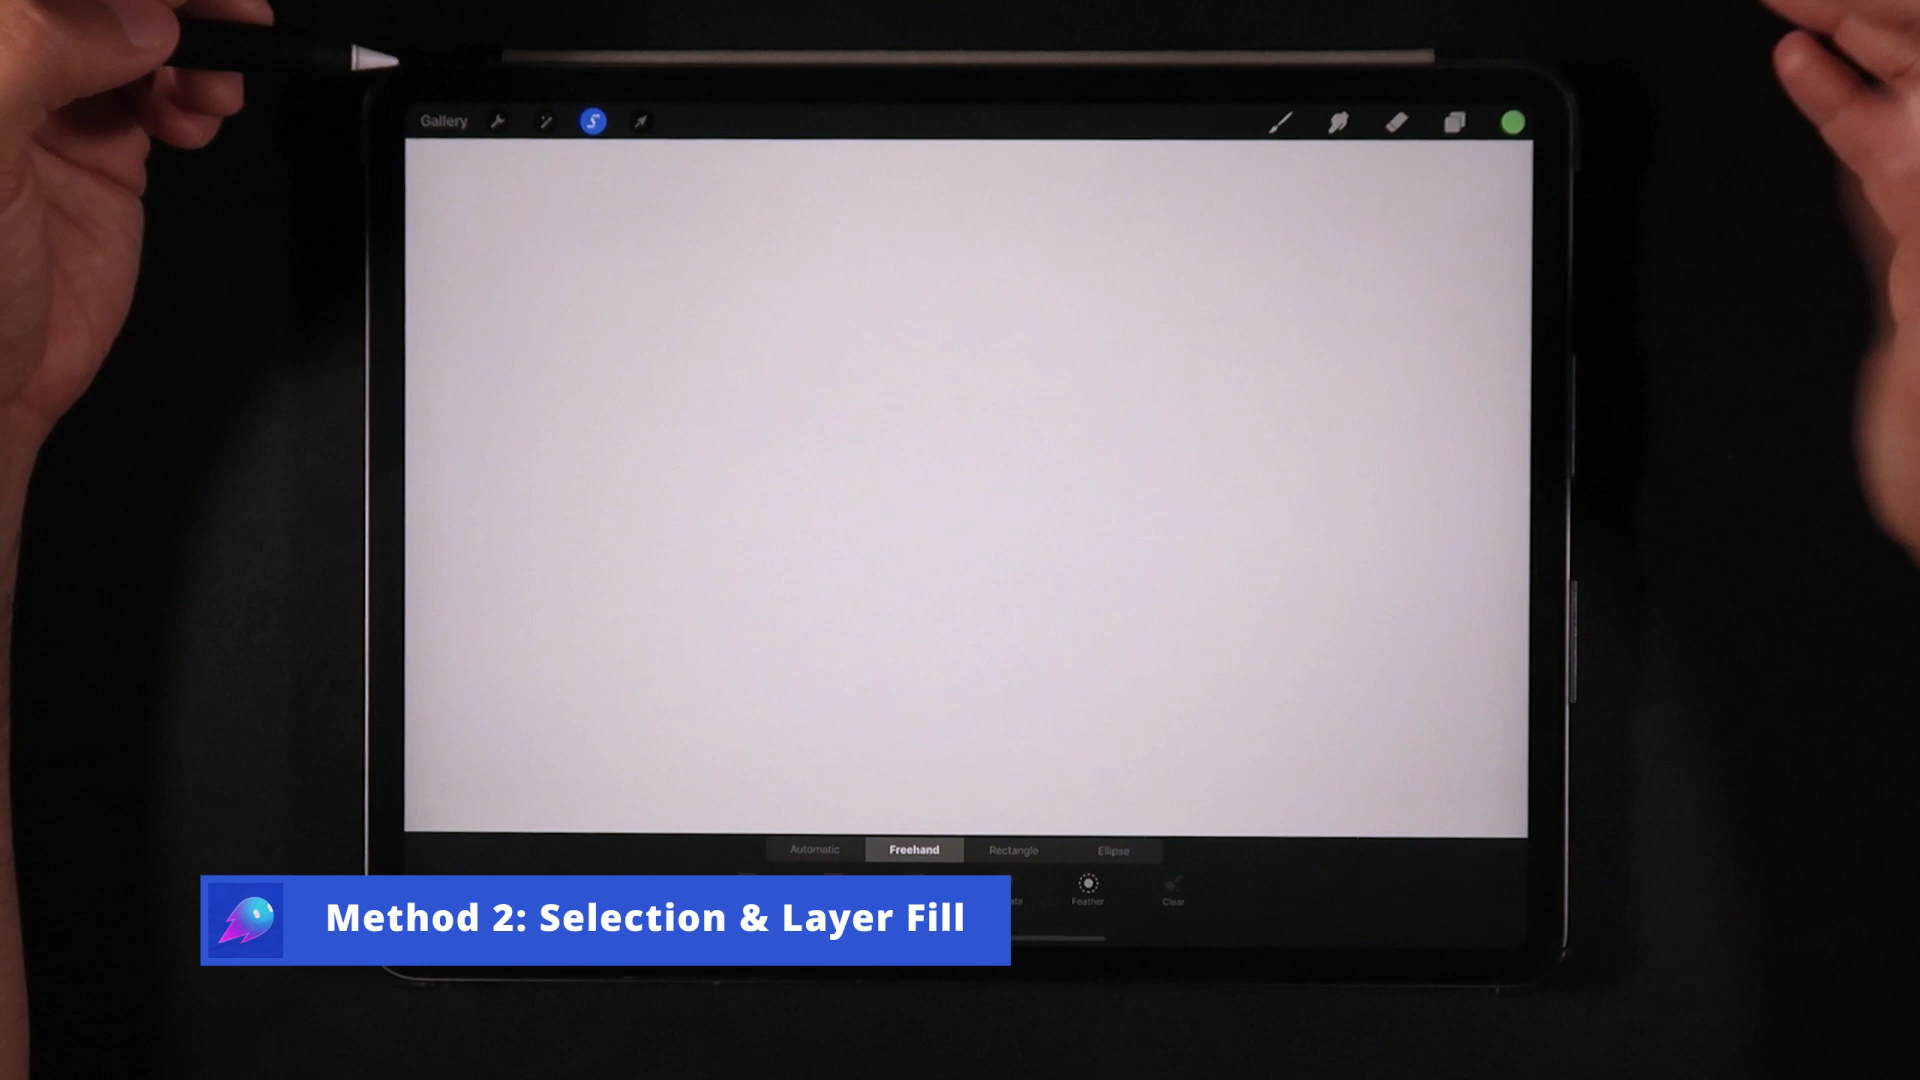 Gallery
Automatic Freehand Rectangle Ellipse
Feather Clear
Method 2: Selection & Layer Fill